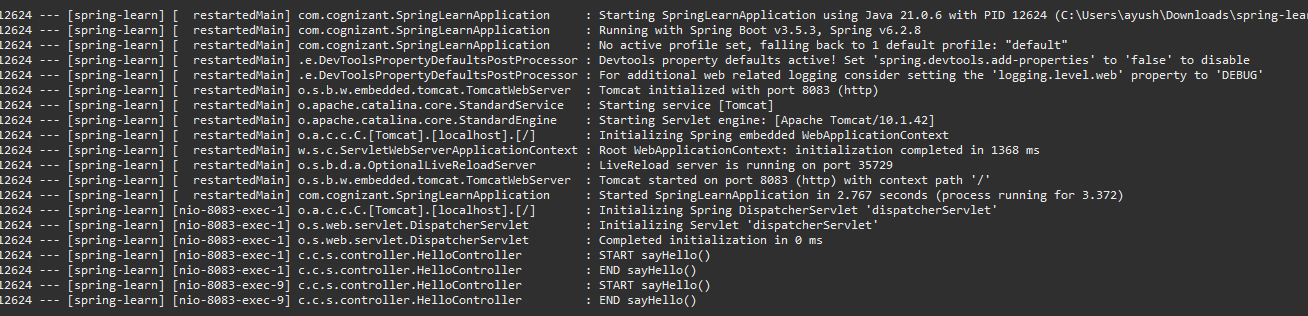 12624 --- [spring-learn] [  restartedMain] com.cognizant.SpringLearnApplication     : Starting SpringLearnApplication using Java 21.0.6 with PID 12624 (C:\Users\ayush\Downloads\spring-lear
12624 --- [spring-learn] [  restartedMain] com.cognizant.SpringLearnApplication     : Running with Spring Boot v3.5.3, Spring v6.2.8
12624 --- [spring-learn] [  restartedMain] com.cognizant.SpringLearnApplication     : No active profile set, falling back to 1 default profile: "default"
12624 --- [spring-learn] [  restartedMain] .e.DevToolsPropertyDefaultsPostProcessor : Devtools property defaults active! Set 'spring.devtools.add-properties' to 'false' to disable
12624 --- [spring-learn] [  restartedMain] .e.DevToolsPropertyDefaultsPostProcessor : For additional web related logging consider setting the 'logging.level.web' property to 'DEBUG'
12624 --- [spring-learn] [  restartedMain] o.s.b.w.embedded.tomcat.TomcatWebServer  : Tomcat initialized with port 8083 (http)
12624 --- [spring-learn] [  restartedMain] o.apache.catalina.core.StandardService   : Starting service [Tomcat]
12624 --- [spring-learn] [  restartedMain] o.apache.catalina.core.StandardEngine    : Starting Servlet engine: [Apache Tomcat/10.1.42]
12624 --- [spring-learn] [  restartedMain] o.a.c.c.C.[Tomcat].[localhost].[/]       : Initializing Spring embedded WebApplicationContext
12624 --- [spring-learn] [  restartedMain] w.s.c.ServletWebServerApplicationContext : Root WebApplicationContext: initialization completed in 1368 ms
12624 --- [spring-learn] [  restartedMain] o.s.b.d.a.OptionalLiveReloadServer       : LiveReload server is running on port 35729
12624 --- [spring-learn] [  restartedMain] o.s.b.w.embedded.tomcat.TomcatWebServer  : Tomcat started on port 8083 (http) with context path '/'
12624 --- [spring-learn] [  restartedMain] com.cognizant.SpringLearnApplication     : Started SpringLearnApplication in 2.767 seconds (process running for 3.372)
12624 --- [spring-learn] [nio-8083-exec-1] o.a.c.c.C.[Tomcat].[localhost].[/]       : Initializing Spring DispatcherServlet 'dispatcherServlet'
12624 --- [spring-learn] [nio-8083-exec-1] o.s.web.servlet.DispatcherServlet        : Initializing Servlet 'dispatcherServlet'
12624 --- [spring-learn] [nio-8083-exec-1] o.s.web.servlet.DispatcherServlet        : Completed initialization in 0 ms
12624 --- [spring-learn] [nio-8083-exec-1] c.c.s.controller.HelloController         : START sayHello()
12624 --- [spring-learn] [nio-8083-exec-1] c.c.s.controller.HelloController         : END sayHello()
12624 --- [spring-learn] [nio-8083-exec-9] c.c.s.controller.HelloController         : START sayHello()
12624 --- [spring-learn] [nio-8083-exec-9] c.c.s.controller.HelloController         : END sayHello()